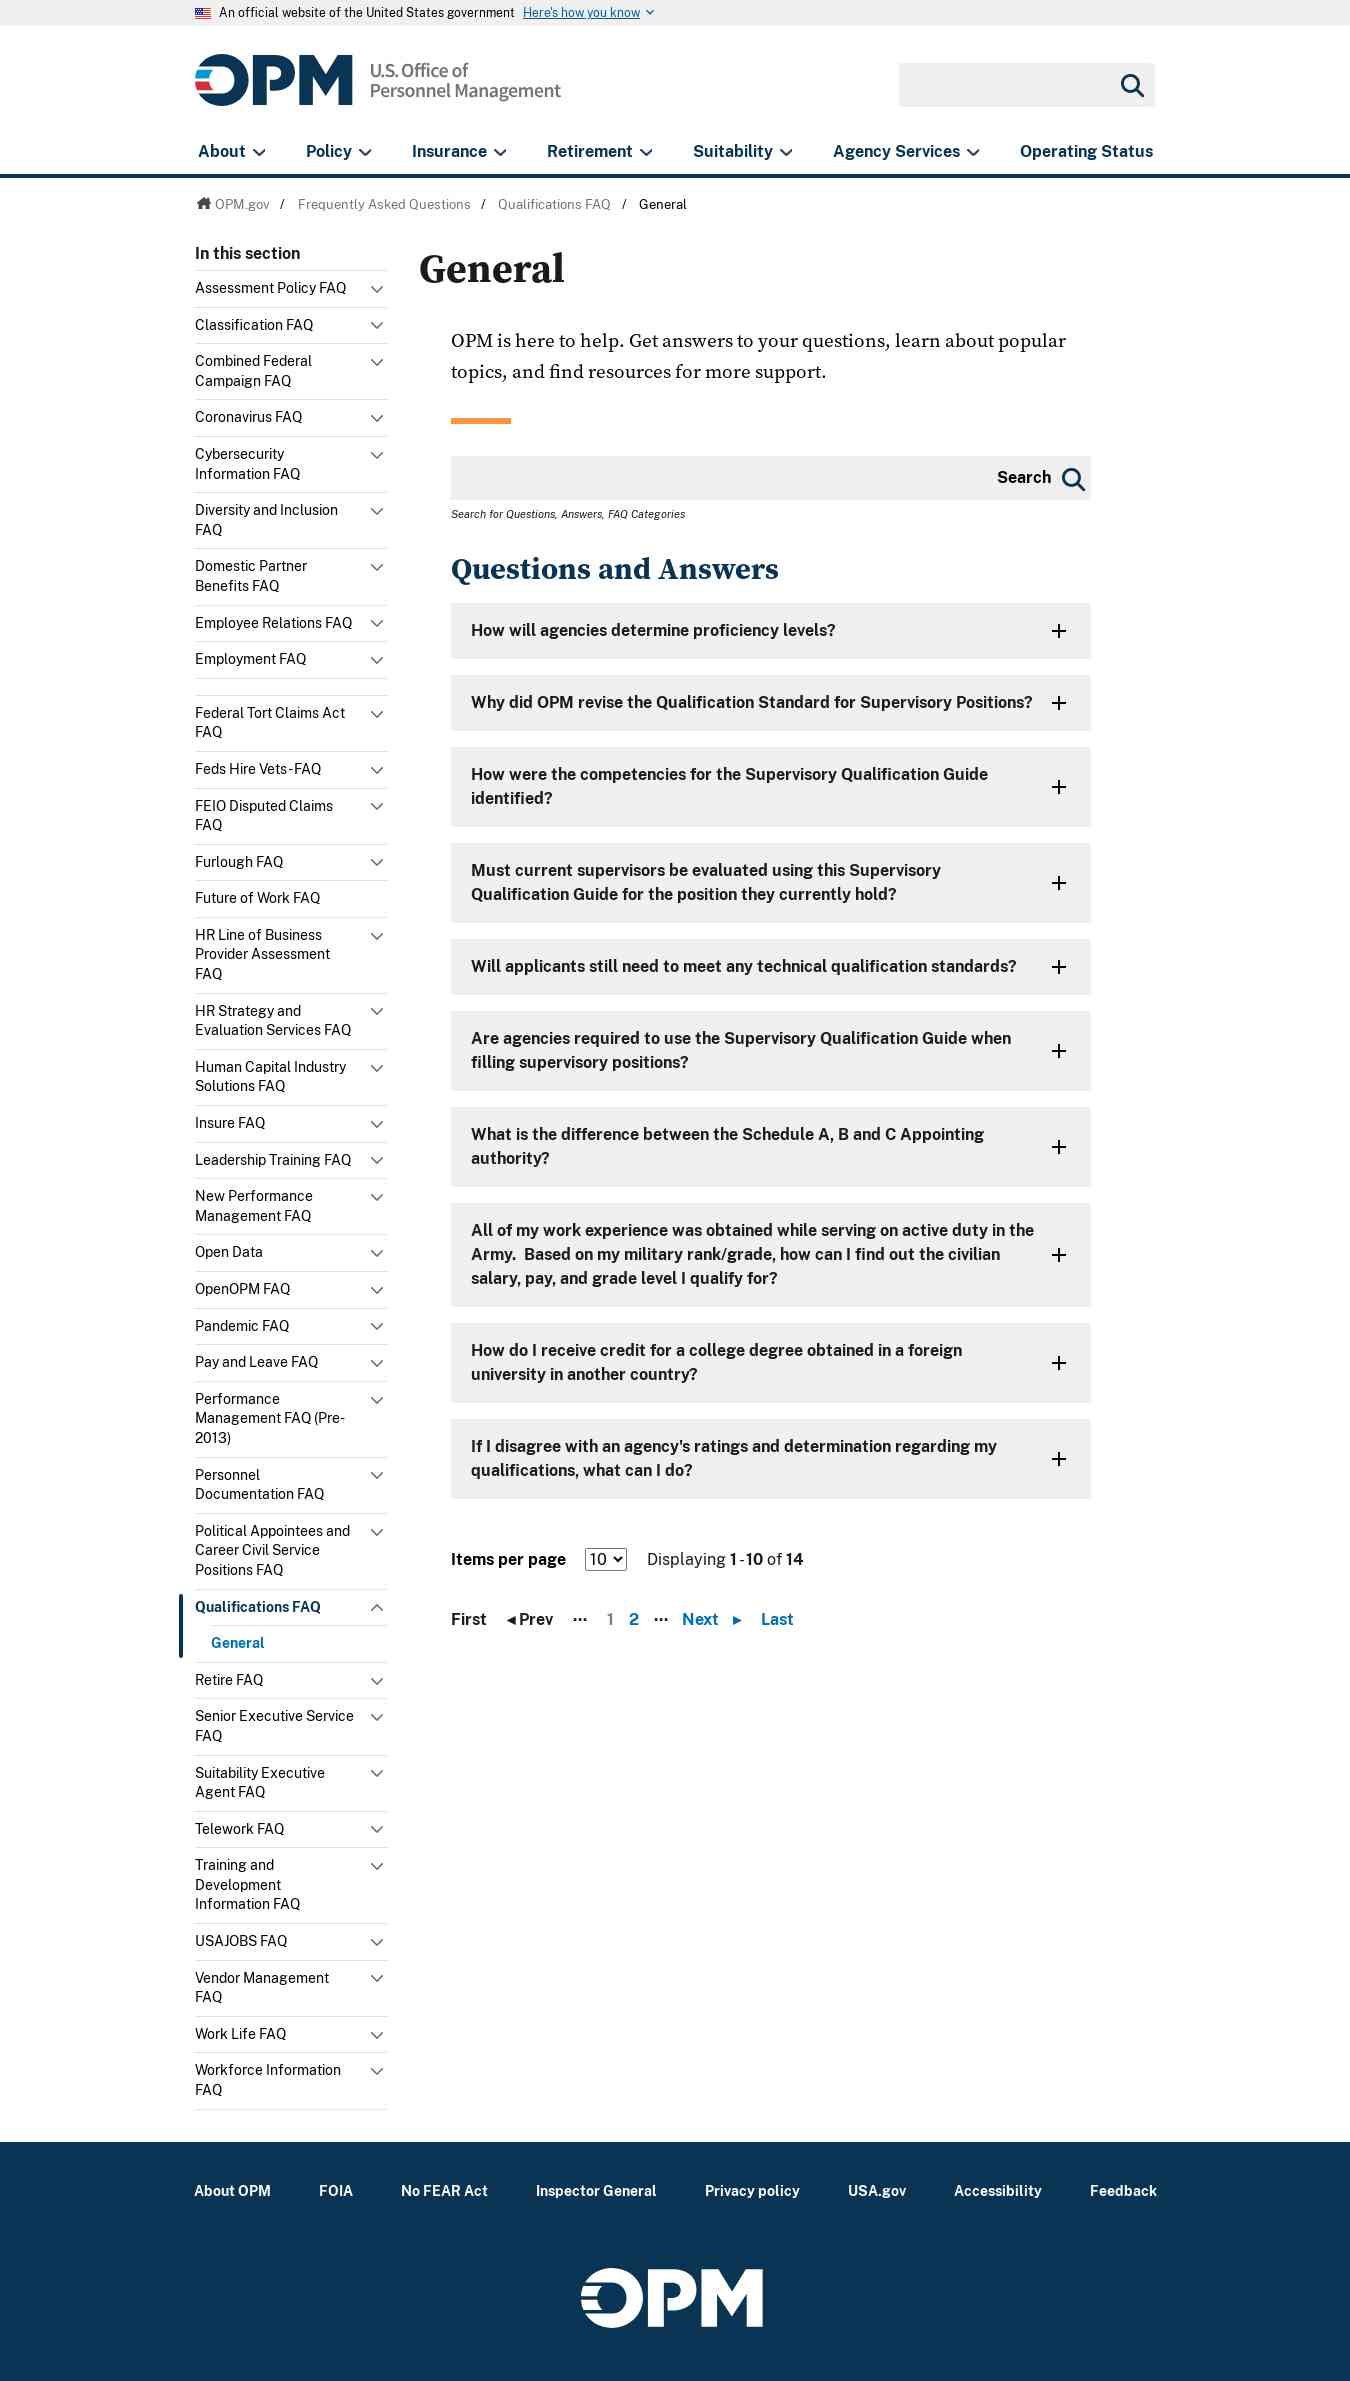 An official website of the United States government Here's how you know
OPM U.S. Office of
Personnel Management
About Policy Insurance Retirement Suitability Agency Services Operating Status
OPM.gov / Frequently Asked Questions / Qualifications FAQ / General
In this section
Assessment Policy FAQ
Classification FAQ
Combined Federal
Campaign FAQ
Coronavirus FAQ
Cybersecurity
Information FAQ
Diversity and Inclusion
FAQ
Domestic Partner
Benefits FAQ
Employee Relations FAQ
Employment FAQ
Federal Tort Claims Act
FAQ
Feds Hire Vets-FAQ
FEIO Disputed Claims
FAQ
Furlough FAQ
Future of Work FAQ
HR Line of Business
Provider Assessment
FAQ
HR Strategy and
Evaluation Services FAQ
Human Capital Industry
Solutions FAQ
Insure FAQ
Leadership Training FAQ
New Performance
Management FAQ
Open Data
OpenOPM FAQ
Pandemic FAQ
Pay and Leave FAQ
Performance
Management FAQ (Pre-
2013)
Personnel
Documentation FAQ
Political Appointees and
Career Civil Service
Positions FAQ
Qualifications FAQ
General
Retire FAQ
Senior Executive Service
FAQ
Suitability Executive
Agent FAQ
Telework FAQ
Training and
Development
Information FAQ
USAJOBS FAQ
Vendor Management
FAQ
Work Life FAQ
Workforce Information
FAQ
General
OPM is here to help. Get answers to your questions, learn about popular
topics, and find resources for more support.
Search
Search for Questions, Answers, FAQ Categories
Questions and Answers
How will agencies determine proficiency levels?
Why did OPM revise the Qualification Standard for Supervisory Positions?
How were the competencies for the Supervisory Qualification Guide
identified?
Must current supervisors be evaluated using this Supervisory
Qualification Guide for the position they currently hold?
Will applicants still need to meet any technical qualification standards?
Are agencies required to use the Supervisory Qualification Guide when
filling supervisory positions?
What is the difference between the Schedule A, B and C Appointing
authority?
All of my work experience was obtained while serving on active duty in the
Army. Based on my military rank/grade, how can I find out the civilian
salary, pay, and grade level I qualify for?
How do I receive credit for a college degree obtained in a foreign
university in another country?
If I disagree with an agency's ratings and determination regarding my
qualifications, what can I do?
Items per page 10 Displaying 1-10 of 14
First ◂ Prev ··· 1 2 ··· Next ▸ Last
About OPM FOIA No FEAR Act Inspector General Privacy policy USA.gov Accessibility Feedback
OPM